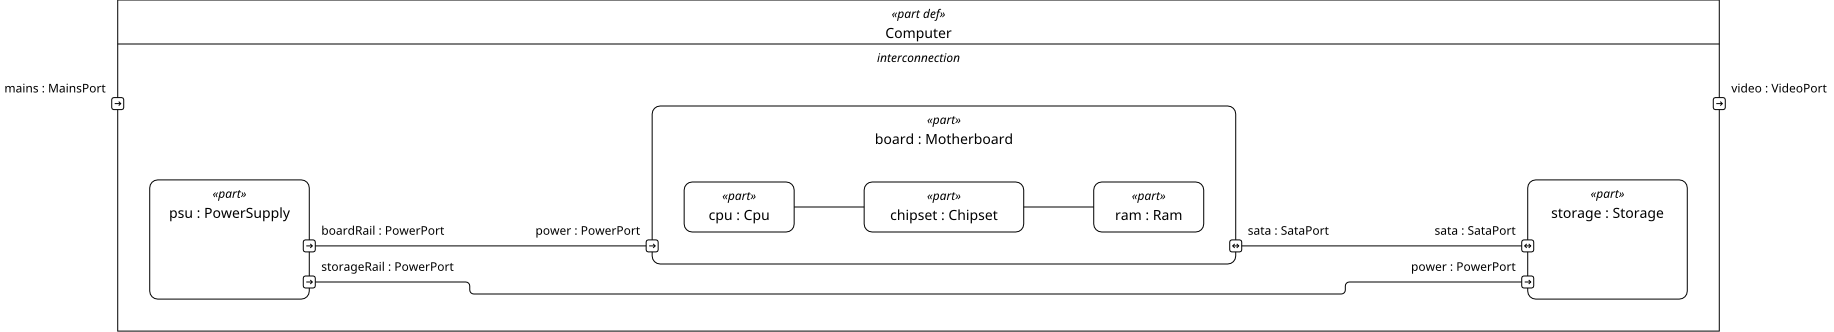 «part def»
Computer
interconnection
mains : MainsPort
video : VideoPort
«part»
board : Motherboard
«part»
psu : PowerSupply
«part»
cpu : Cpu
«part»
chipset : Chipset
«part»
ram : Ram
«part»
storage : Storage
boardRail : PowerPort
power : PowerPort
sata : SataPort
sata : SataPort
storageRail : PowerPort
power : PowerPort